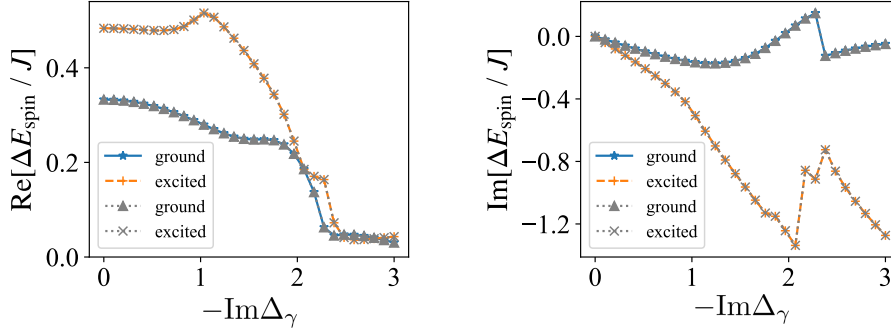 Re[ΔE_spin / J]
0.4
0.2
0.0
ground
excited
ground
excited
0 1 2 3
−ImΔ_γ
Im[ΔE_spin / J]
0.0
−0.4
−0.8
−1.2
ground
excited
ground
excited
0 1 2 3
−ImΔ_γ